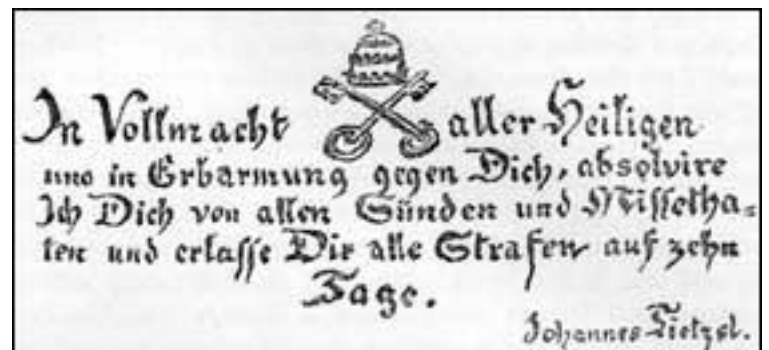 In Vollmacht aller Heiligen
und in Erbarmung gegen Dich, absolvire
Ich Dich von allen Sünden und Missetha=
ten und erlasse Dir alle Strafen auf zehn
Tage.
Johannes Tietzel.